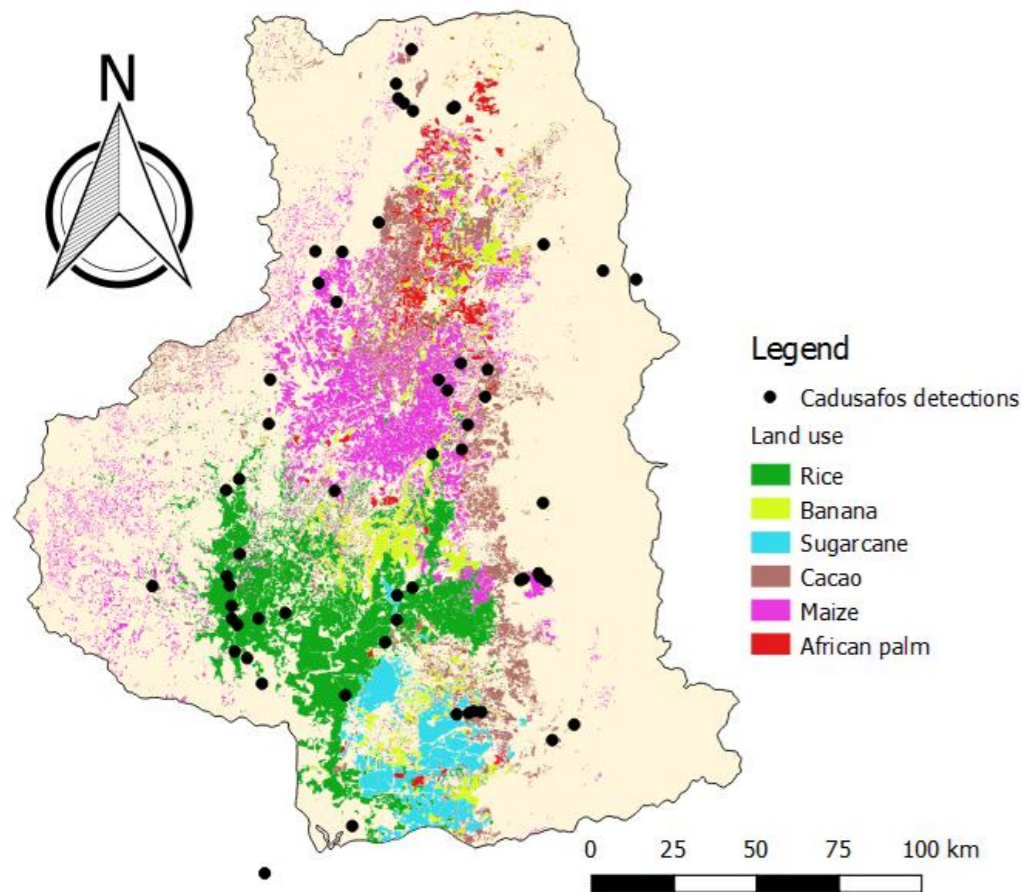 N
Legend
Cadusafos detections
Land use
Rice
Banana
Sugarcane
Cacao
Maize
African palm
0 25 50 75 100 km